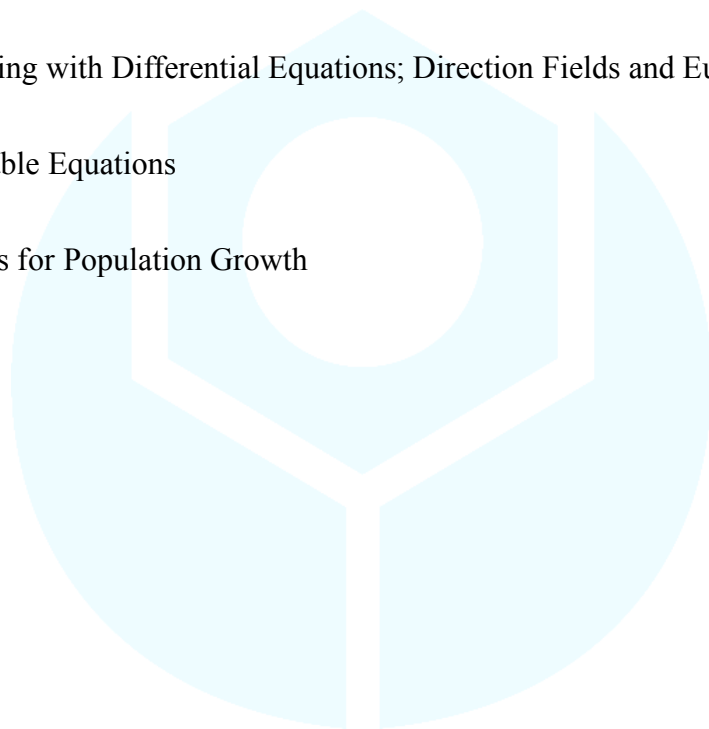 ing with Differential Equations; Direction Fields and Eu
ble Equations
s for Population Growth